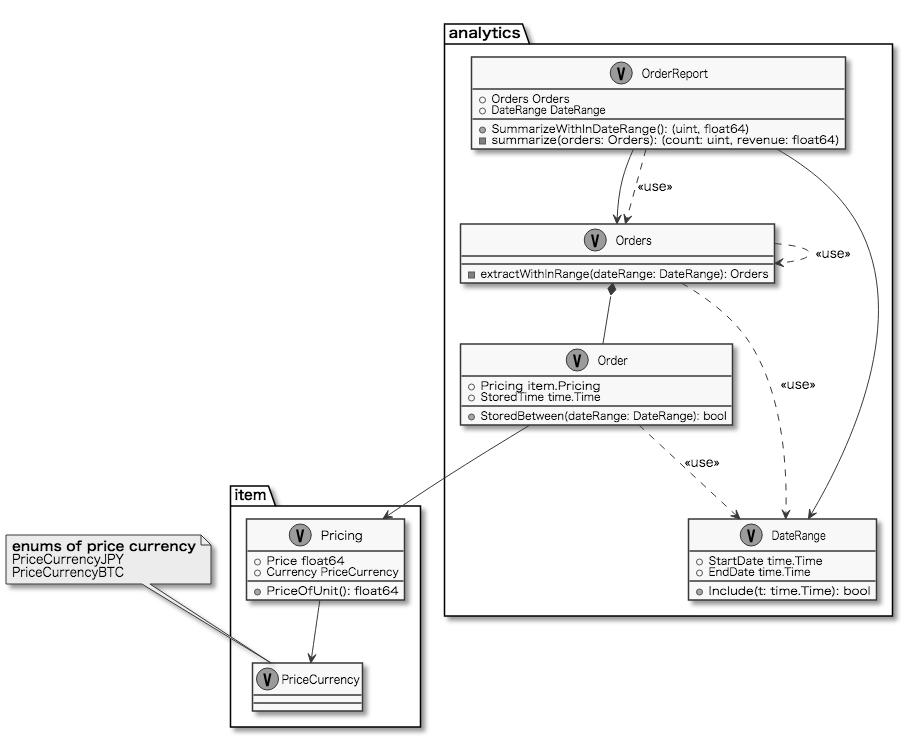 analytics
V OrderReport
Orders Orders
DateRange DateRange
SummarizeWithInDateRange(): (uint, float64)
summarize(orders: Orders): (count: uint, revenue: float64)
«use»
V Orders
«use»
extractWithInRange(dateRange: DateRange): Orders
V Order
Pricing item.Pricing
StoredTime time.Time
StoredBetween(dateRange: DateRange): bool
«use»
«use»
item
V Pricing
Price float64
Currency PriceCurrency
PriceOfUnit(): float64
V DateRange
StartDate time.Time
EndDate time.Time
Include(t: time.Time): bool
enums of price currency
PriceCurrencyJPY
PriceCurrencyBTC
V PriceCurrency